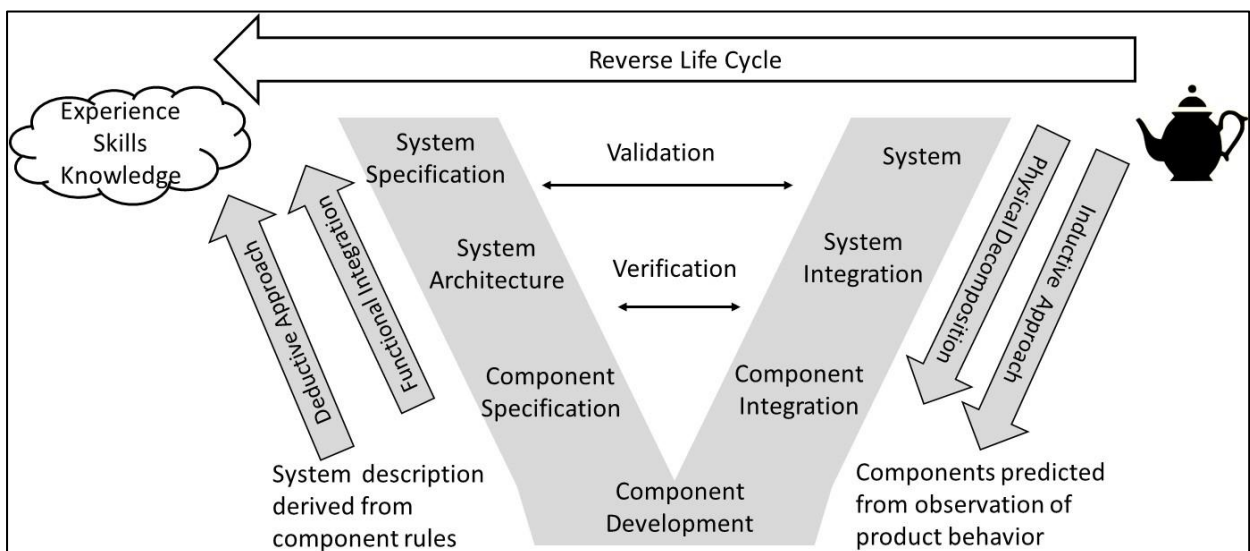 Reverse Life Cycle
Experience
Skills
Knowledge
System
Specification
Validation
System
Deductive Approach
Functional Integration
System
Architecture
Verification
System
Integration
Physical Decomposition
Inductive Approach
Component
Specification
Component
Integration
System description
derived from
component rules
Component
Development
Components predicted
from observation of
product behavior